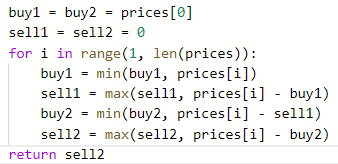 buy1 = buy2 = prices[0]
sell1 = sell2 = 0
for i in range(1, len(prices)):
    buy1 = min(buy1, prices[i])
    sell1 = max(sell1, prices[i] - buy1)
    buy2 = min(buy2, prices[i] - sell1)
    sell2 = max(sell2, prices[i] - buy2)
return sell2